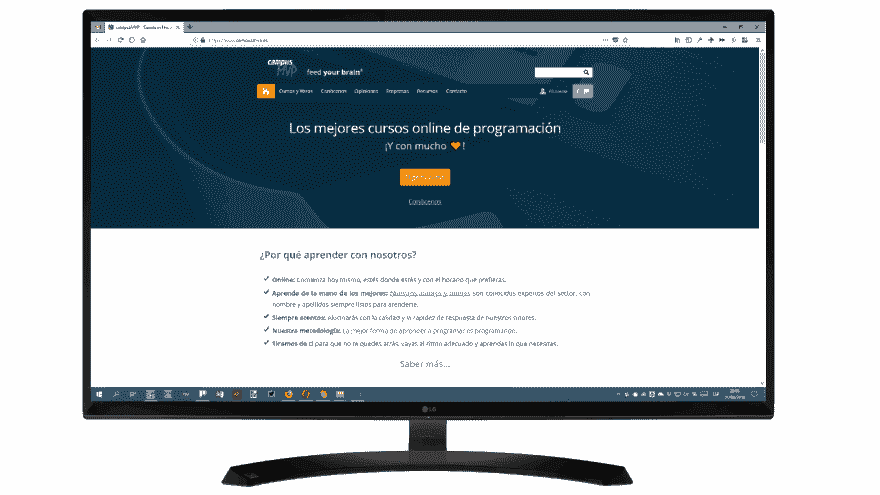 campusMVP
campus
MVP
feed your brain
Cursos y libros Conócenos Opiniones Empresas Recursos Contacto
Los mejores cursos online de programación
¡Y con mucho !
Conócenos
¿Por qué aprender con nosotros?
Online: Comienza hoy mismo, estés donde estés y con el horario que prefieras.
Aprende de la mano de los mejores: son conocidos expertos del sector, con
nombre y apellidos siempre listos para atenderte.
Siempre atentos: Alucinarás con la calidad y la rapidez de respuesta de nuestros tutores.
Nuestra metodología: La mejor forma de aprender a programar es programando.
Tiramos de ti para que no te quedes atrás, vayas al ritmo adecuado y aprendas lo que necesitas.
Saber más...
LG